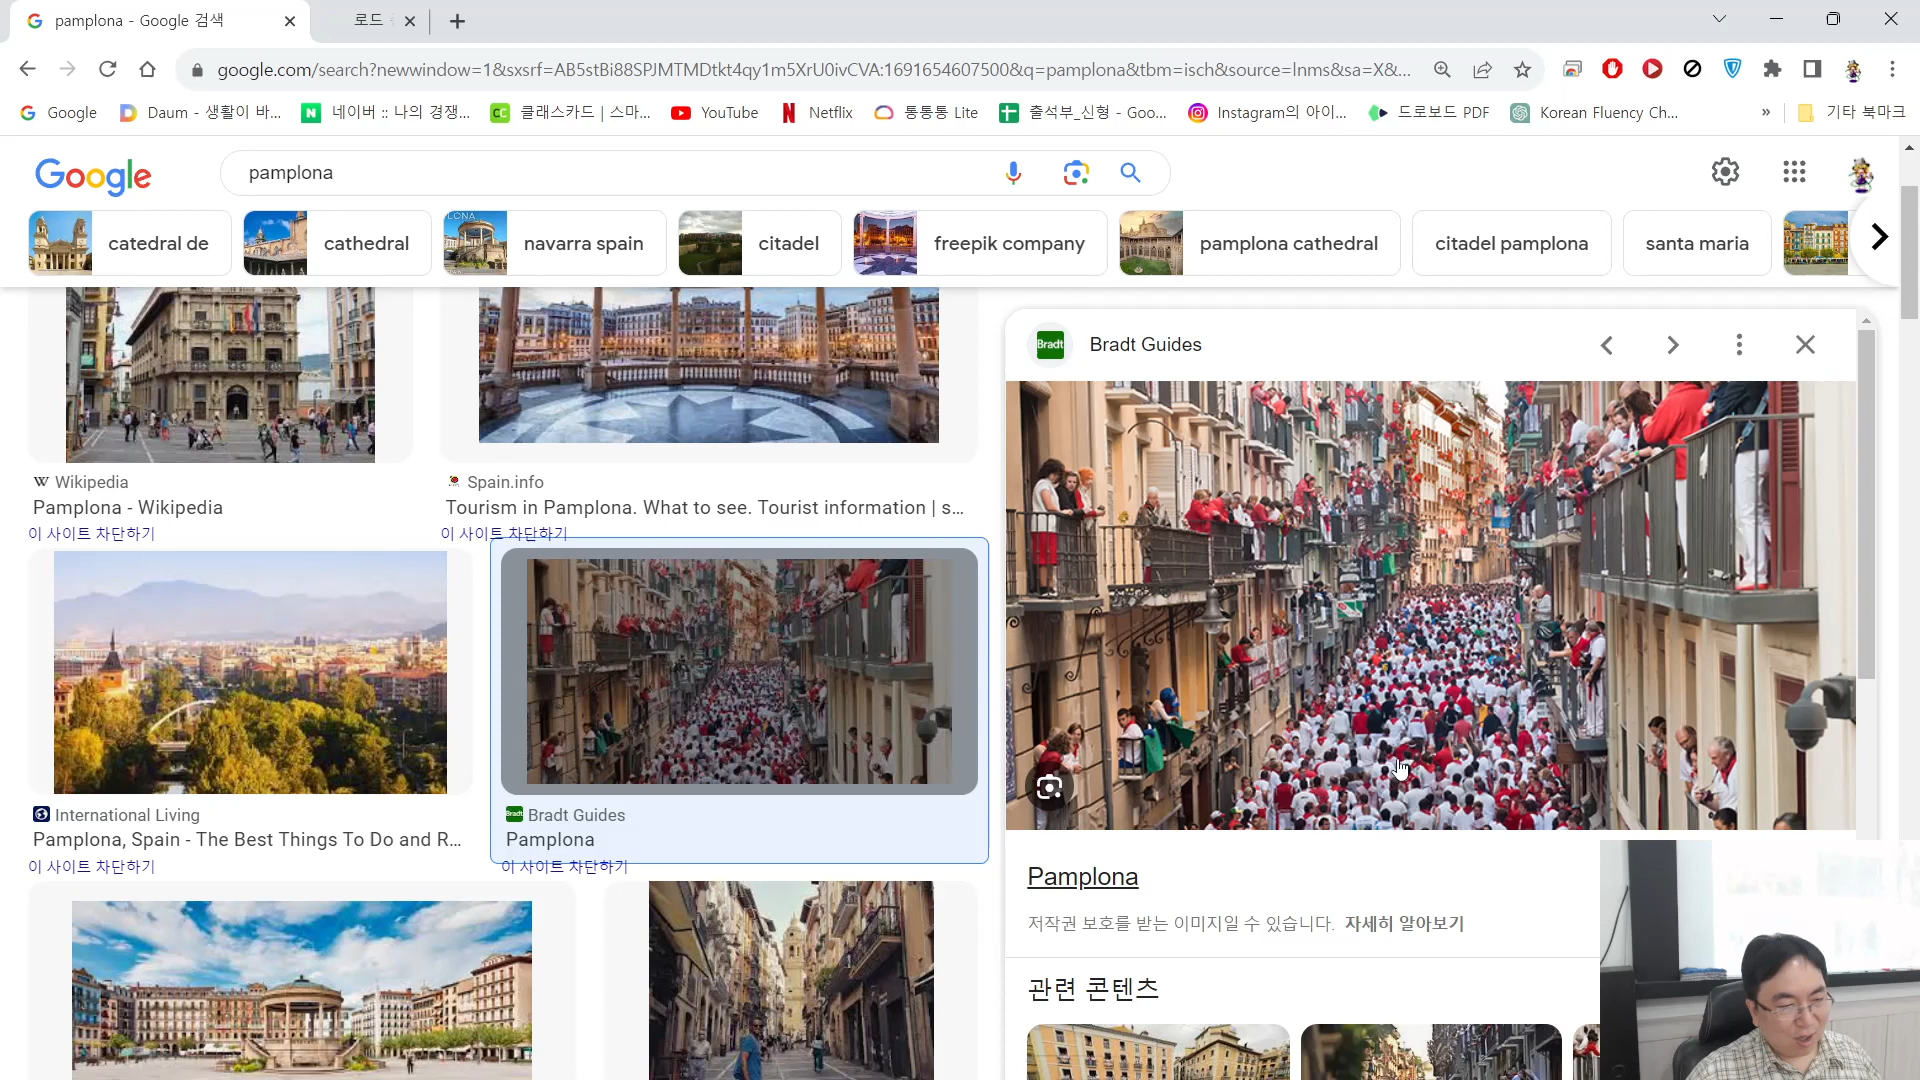 pamplona - Google 검색
로드
google.com/search?newwindow=1&sxsrf=AB5stBi88SPJMTMDtkt4qy1m5XrU0ivCVA:1691654607500&q=pamplona&tbm=isch&source=lnms&sa=X&...
Google
Daum - 생활이 바...
네이버 :: 나의 경쟁...
클래스카드 | 스마...
YouTube
Netflix
통통통 Lite
출석부_신형 - Goo...
Instagram의 아이...
드로보드 PDF
Korean Fluency Ch...
»
기타 북마크
Google
pamplona
catedral de
cathedral
LONA
navarra spain
citadel
freepik company
pamplona cathedral
citadel pamplona
santa maria
Bradt
Bradt Guides
W Wikipedia
Pamplona - Wikipedia
이 사이트 차단하기
Spain.info
Tourism in Pamplona. What to see. Tourist information | s...
이 사이트 차단하기
International Living
Pamplona, Spain - The Best Things To Do and R...
이 사이트 차단하기
Bradt
Bradt Guides
Pamplona
이 사이트 차단하기
Pamplona
저작권 보호를 받는 이미지일 수 있습니다. 자세히 알아보기
관련 콘텐츠